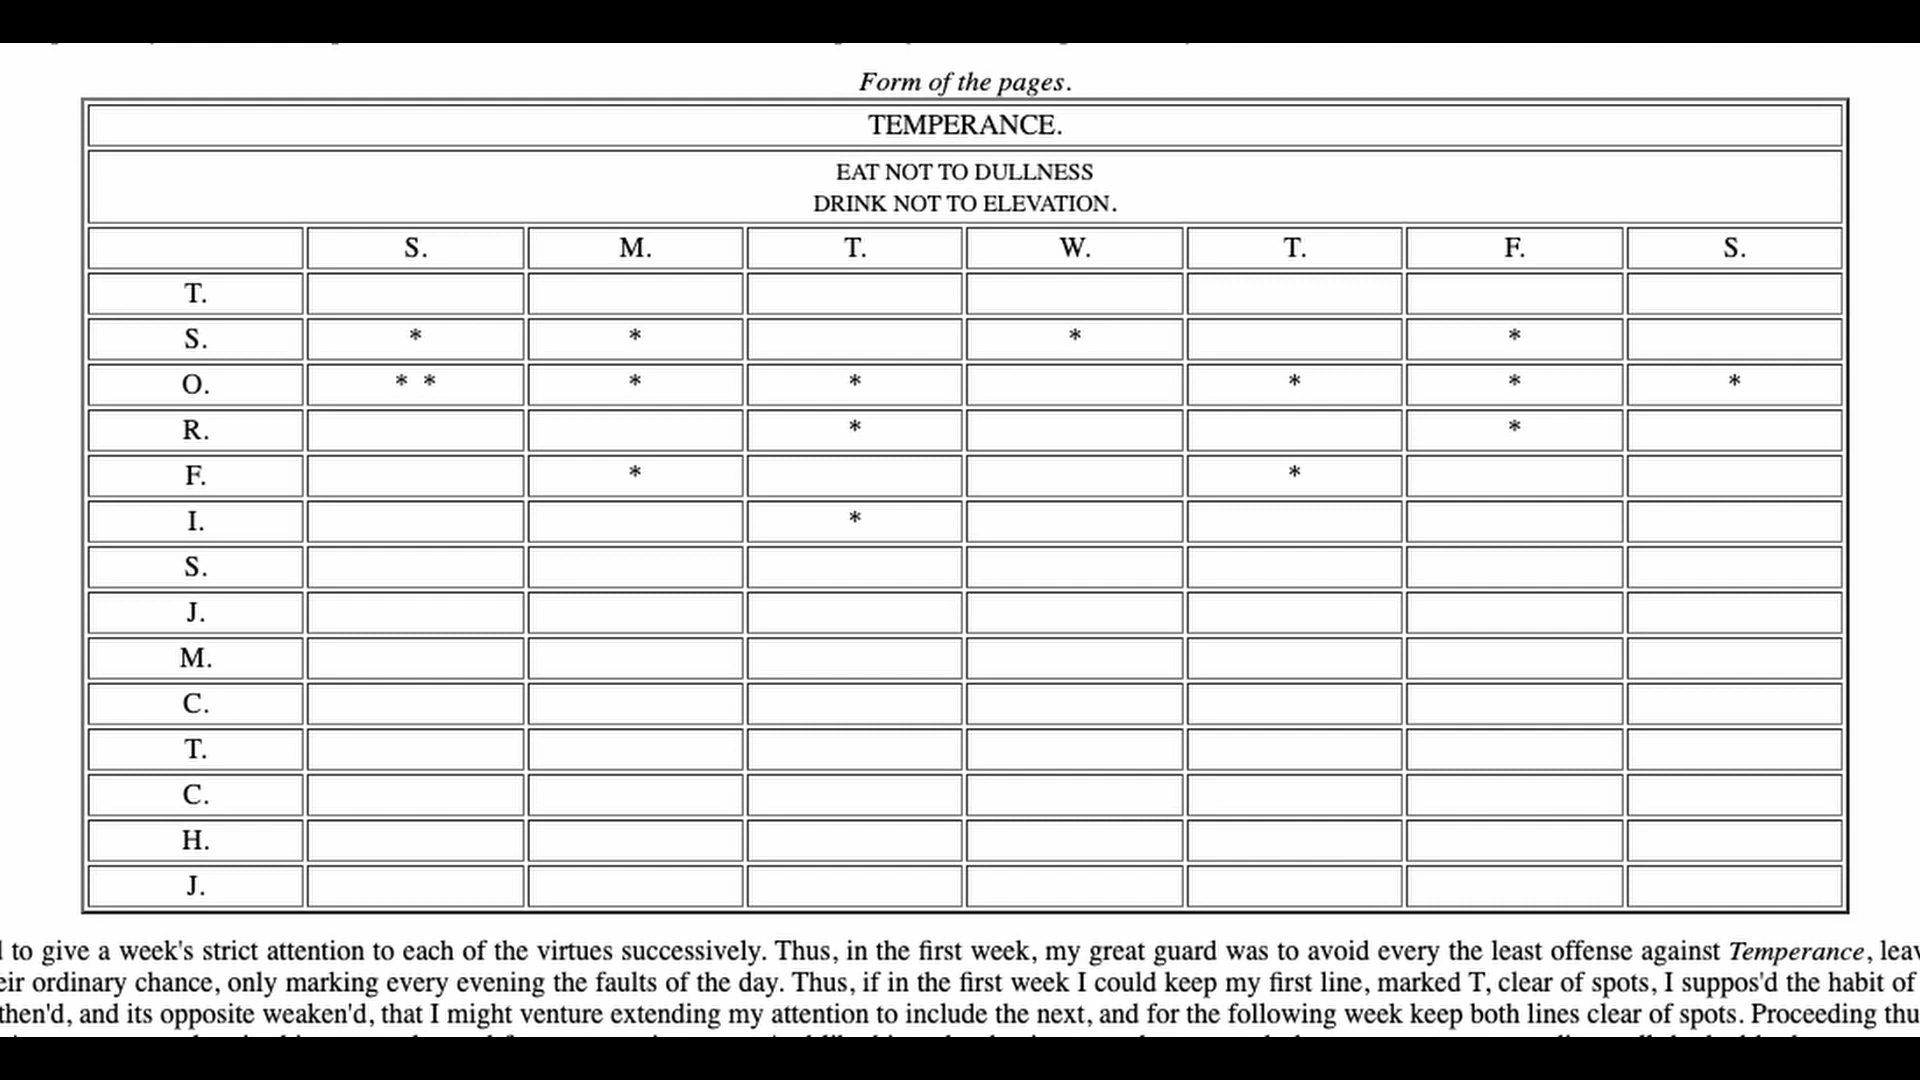 Form of the pages.
TEMPERANCE.
EAT NOT TO DULLNESS
DRINK NOT TO ELEVATION.
S. M. T. W. T. F. S.
T.
S. * * * *
O. * * * * * * *
R. * *
F. * *
I. *
S.
J.
M.
C.
T.
C.
H.
J.
to give a week's strict attention to each of the virtues successively. Thus, in the first week, my great guard was to avoid every the least offense against Temperance, leav
eir ordinary chance, only marking every evening the faults of the day. Thus, if in the first week I could keep my first line, marked T, clear of spots, I suppos'd the habit of
then'd, and its opposite weaken'd, that I might venture extending my attention to include the next, and for the following week keep both lines clear of spots. Proceeding thu